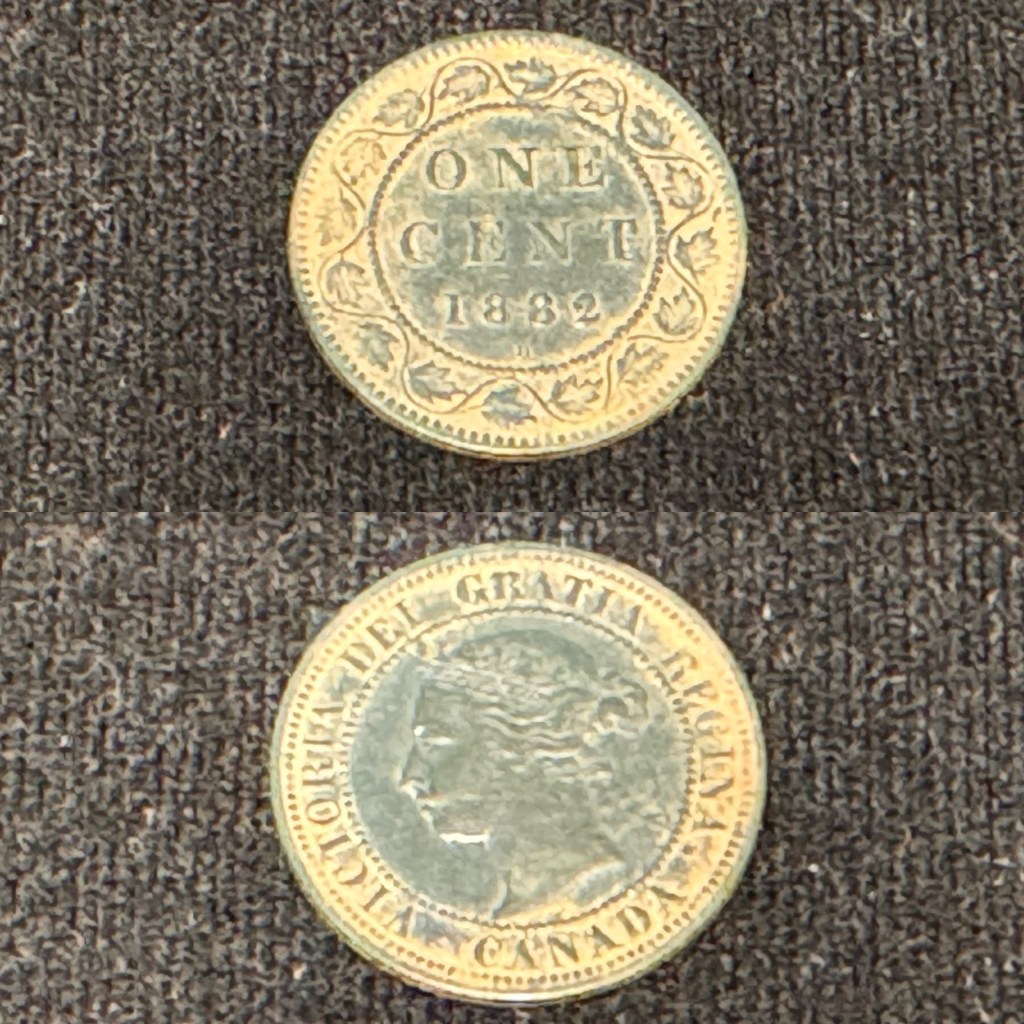 ONE
CENT
1882
H
VICTORIA DEI GRATIA REGINA.
CANADA